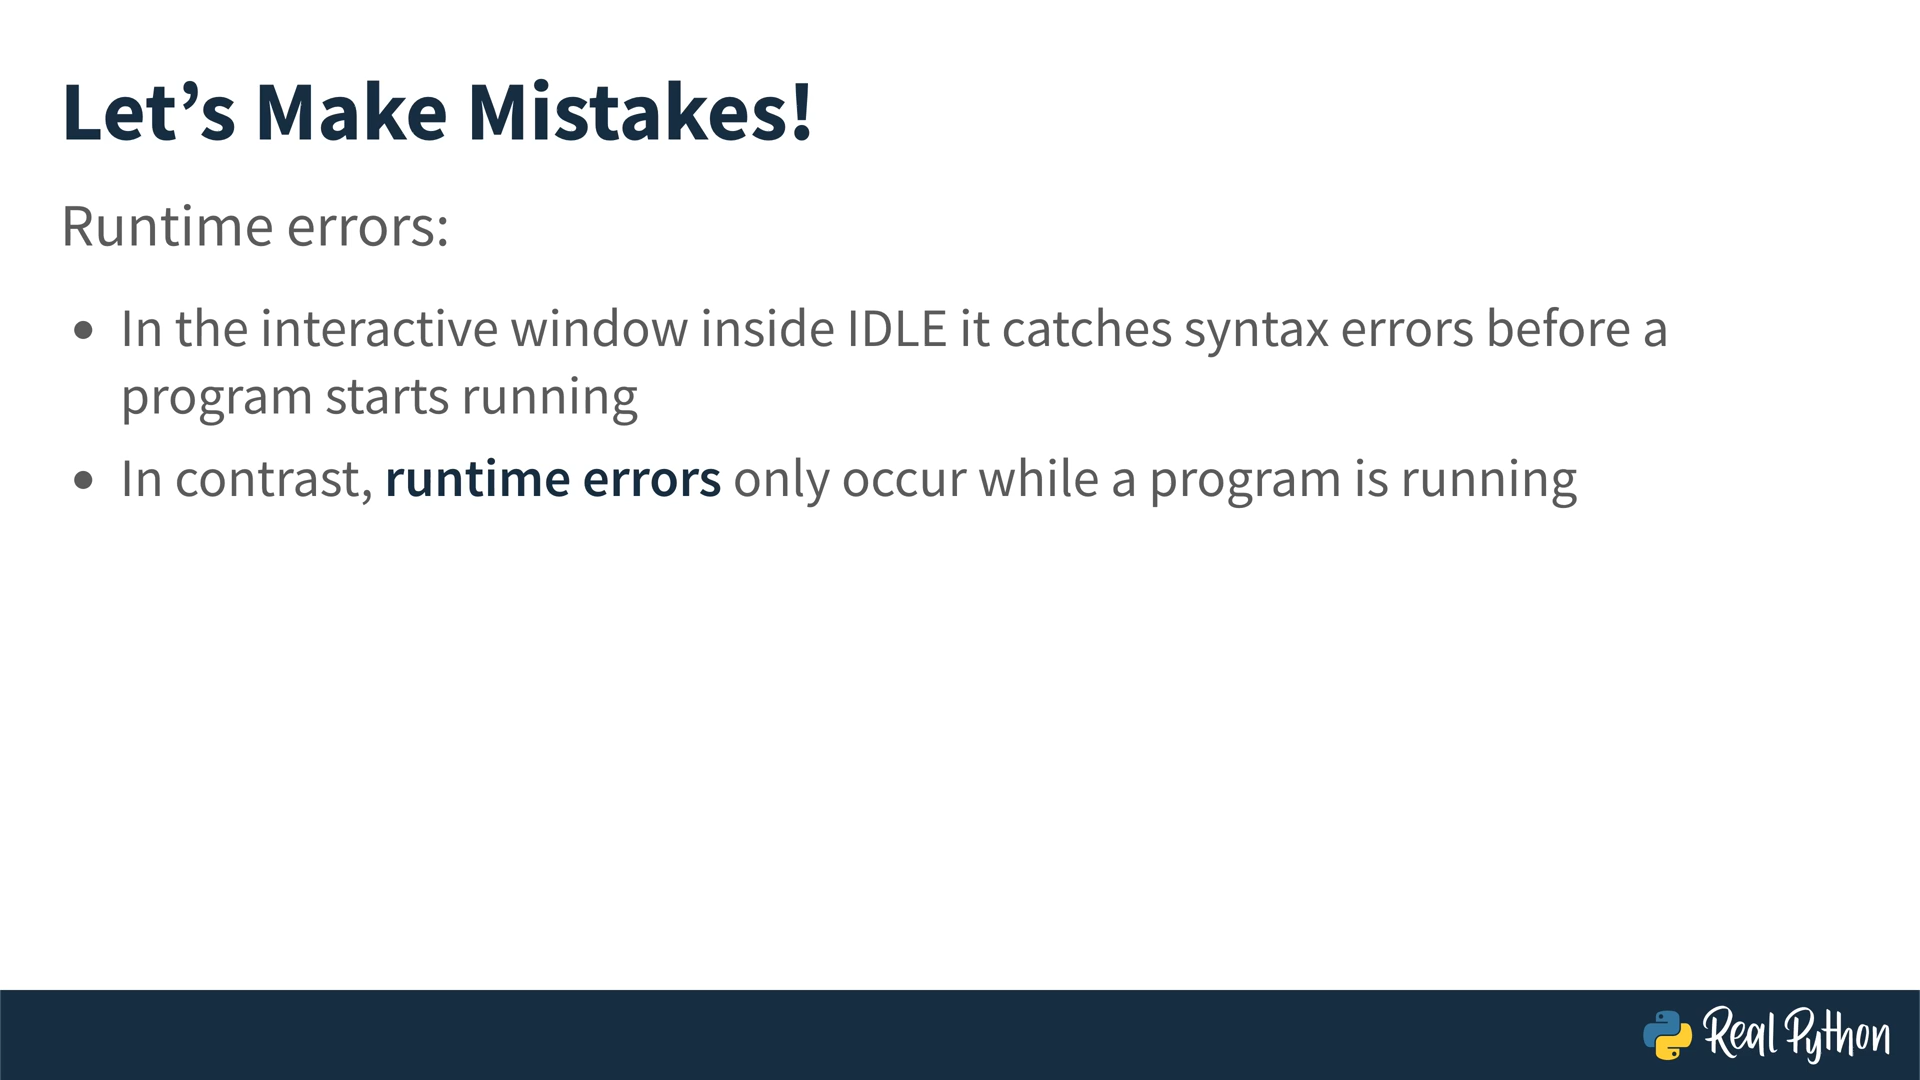 Let’s Make Mistakes!
Runtime errors:
• In the interactive window inside IDLE it catches syntax errors before a
program starts running
• In contrast, runtime errors only occur while a program is running
Real Python